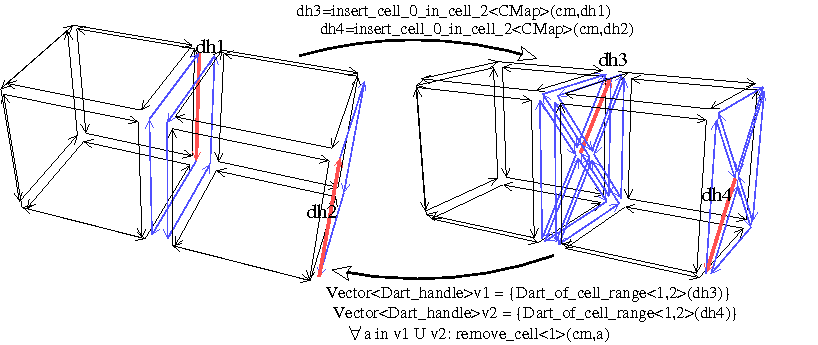 dh3=insert_cell_0_in_cell_2<CMap>(cm,dh1)
dh4=insert_cell_0_in_cell_2<CMap>(cm,dh2)
dh1
dh3
dh2
dh4
Vector<Dart_handle>v1 = {Dart_of_cell_range<1,2>(dh3)}
Vector<Dart_handle>v2 = {Dart_of_cell_range<1,2>(dh4)}
∀ a in v1 U v2: remove_cell<1>(cm,a)